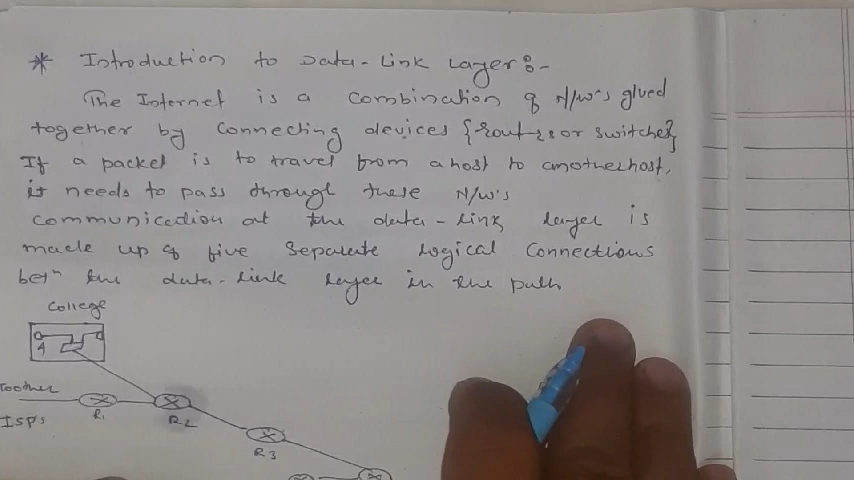 * Introduction to Data-Link Layer:-
The Internet is a combination of N/w's glued
together by connecting devices {routers or switches}
If a packet is to travel from a host to another host,
it needs to pass through these N/w's
communication at the data-link layer is
made up of five separate logical connections
betn the data-link layer in the path.
College
A
To other
ISPs
R1
R2
R3